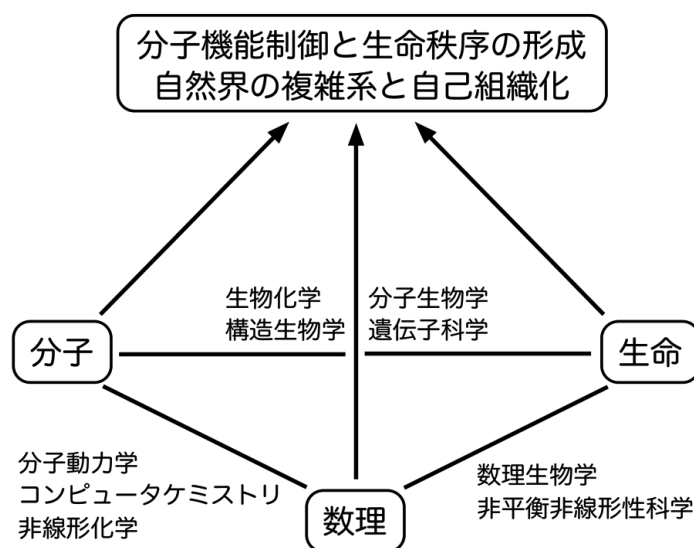 分子機能制御と生命秩序の形成
自然界の複雑系と自己組織化
生物化学
構造生物学
分子生物学
遺伝子科学
分子
生命
分子動力学
コンピュータケミストリ
非線形化学
数理
数理生物学
非平衡非線形性科学